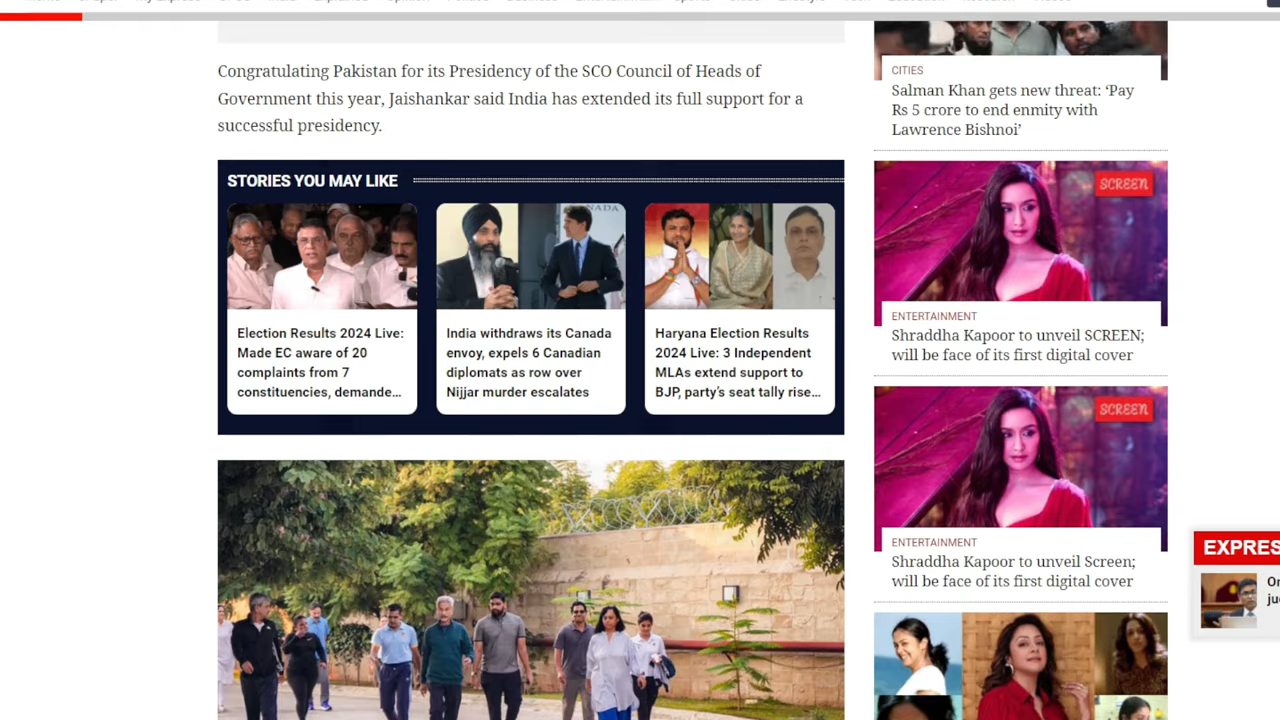 Congratulating Pakistan for its Presidency of the SCO Council of Heads of
Government this year, Jaishankar said India has extended its full support for a
successful presidency.
STORIES YOU MAY LIKE
Election Results 2024 Live:
Made EC aware of 20
complaints from 7
constituencies, demande...
NADA
India withdraws its Canada
envoy, expels 6 Canadian
diplomats as row over
Nijjar murder escalates
Haryana Election Results
2024 Live: 3 Independent
MLAs extend support to
BJP, party’s seat tally rise...
CITIES
Salman Khan gets new threat: ‘Pay
Rs 5 crore to end enmity with
Lawrence Bishnoi’
SCREEN
ENTERTAINMENT
Shraddha Kapoor to unveil SCREEN;
will be face of its first digital cover
SCREEN
ENTERTAINMENT
Shraddha Kapoor to unveil Screen;
will be face of its first digital cover
EXPRES